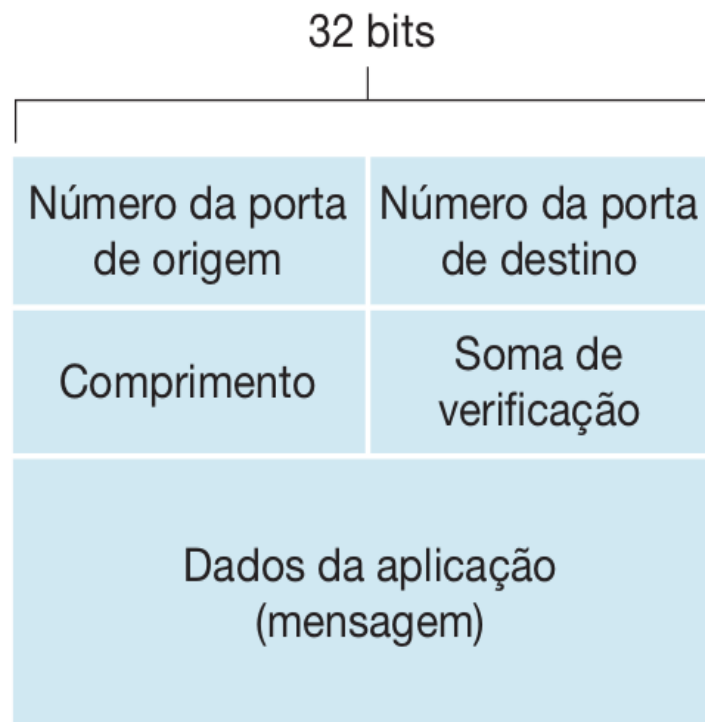 32 bits
Número da porta
de origem
Número da porta
de destino
Comprimento
Soma de
verificação
Dados da aplicação
(mensagem)